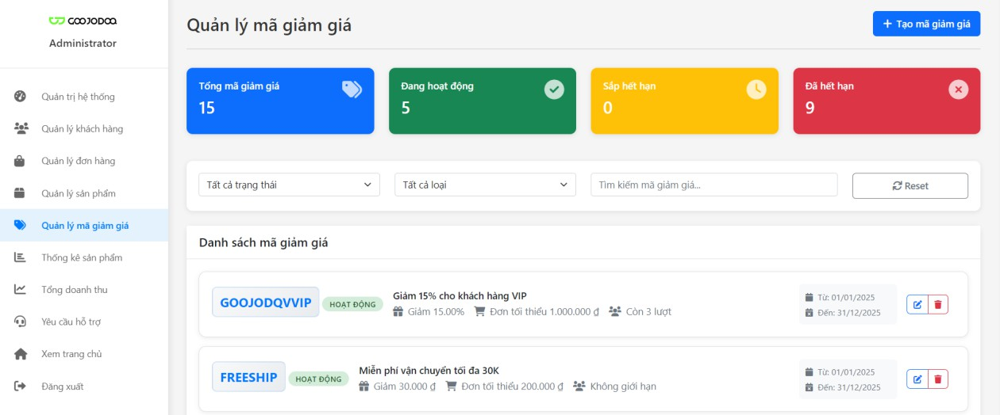 GOOJODOQ
Administrator
Quản trị hệ thống
Quản lý khách hàng
Quản lý đơn hàng
Quản lý sản phẩm
Quản lý mã giảm giá
Thống kê sản phẩm
Tổng doanh thu
Yêu cầu hỗ trợ
Xem trang chủ
Đăng xuất
Quản lý mã giảm giá
+ Tạo mã giảm giá
Tổng mã giảm giá
15
Đang hoạt động
5
Sắp hết hạn
0
Đã hết hạn
9
Tất cả trạng thái
Tất cả loại
Tìm kiếm mã giảm giá...
Reset
Danh sách mã giảm giá
GOOJODQVVIP
HOẠT ĐỘNG
Giảm 15% cho khách hàng VIP
Giảm 15.00% Đơn tối thiểu 1.000.000 ₫ Còn 3 lượt
Từ: 01/01/2025
Đến: 31/12/2025
FREESHIP
HOẠT ĐỘNG
Miễn phí vận chuyển tối đa 30K
Giảm 30.000 ₫ Đơn tối thiểu 200.000 ₫ Không giới hạn
Từ: 01/01/2025
Đến: 31/12/2025